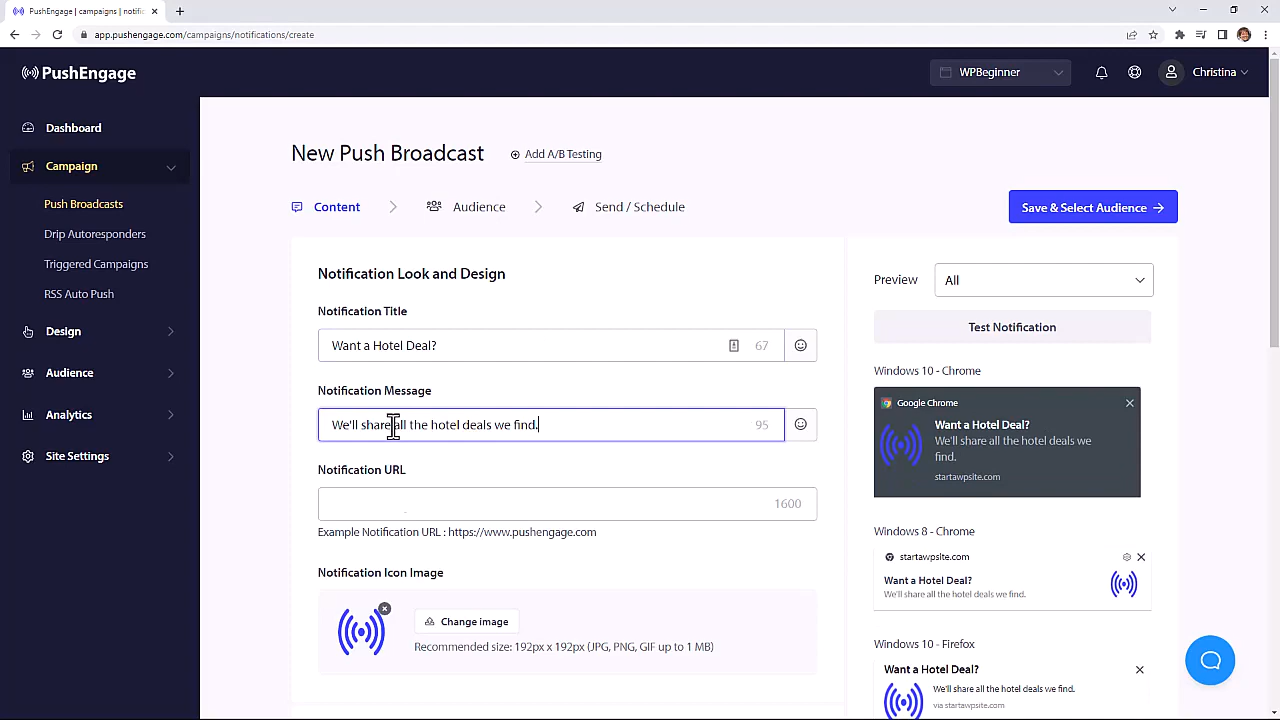 PushEngage | campaigns | notific
app.pushengage.com/campaigns/notifications/create
PushEngage
WPBeginner
Christina
Dashboard
Campaign
Push Broadcasts
Drip Autoresponders
Triggered Campaigns
RSS Auto Push
Design
Audience
Analytics
Site Settings
New Push Broadcast
Add A/B Testing
Content
Audience
Send / Schedule
Save & Select Audience
Notification Look and Design
Notification Title
Want a Hotel Deal?
67
Notification Message
We'll share all the hotel deals we find.
95
Notification URL
1600
Example Notification URL : https://www.pushengage.com
Notification Icon Image
Change image
Recommended size: 192px x 192px (JPG, PNG, GIF up to 1 MB)
Preview
All
Test Notification
Windows 10 - Chrome
Google Chrome
Want a Hotel Deal?
We'll share all the hotel deals we
find.
startawpsite.com
Windows 8 - Chrome
startawpsite.com
Want a Hotel Deal?
We'll share all the hotel deals we find.
Windows 10 - Firefox
Want a Hotel Deal?
We'll share all the hotel deals we find.
via startawpsite.com